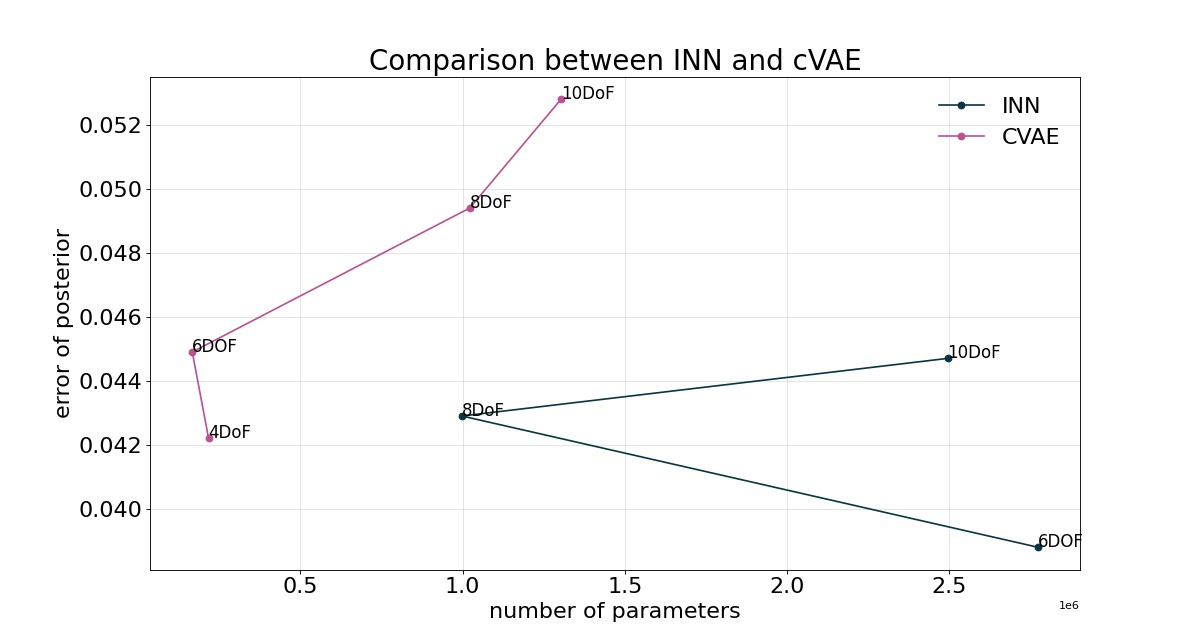 Comparison between INN and cVAE
10DoF
INN
CVAE
0.052
0.050
8DoF
0.048
0.046
6DOF
10DoF
0.044
8DoF
4DoF
0.042
0.040
6DOF
error of posterior
0.5
1.0
1.5
2.0
2.5
1e6
number of parameters